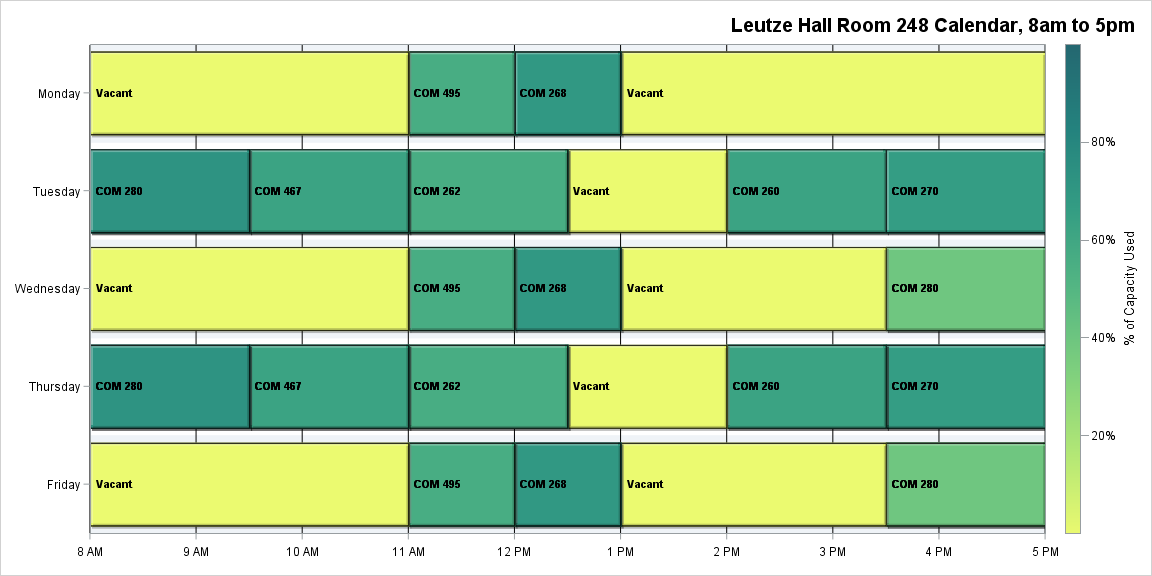 Leutze Hall Room 248 Calendar, 8am to 5pm
Monday
Vacant
COM 495
COM 268
Vacant
Tuesday
COM 280
COM 467
COM 262
Vacant
COM 260
COM 270
Wednesday
Vacant
COM 495
COM 268
Vacant
COM 280
Thursday
COM 280
COM 467
COM 262
Vacant
COM 260
COM 270
Friday
Vacant
COM 495
COM 268
Vacant
COM 280
8 AM
9 AM
10 AM
11 AM
12 PM
1 PM
2 PM
3 PM
4 PM
5 PM
80%
60%
40%
20%
% of Capacity Used